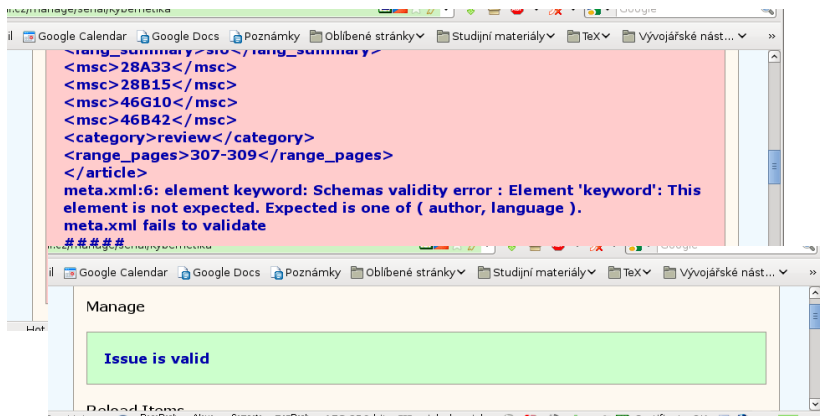 Google
Google Calendar Google Docs Poznámky Oblíbené stránky Studijní materiály TeX Vývojářské nást... »
<msc>28A33</msc>
<msc>28B15</msc>
<msc>46G10</msc>
<msc>46B42</msc>
<category>review</category>
<range_pages>307-309</range_pages>
</article>
meta.xml:6: element keyword: Schemas validity error : Element 'keyword': This
element is not expected. Expected is one of ( author, language ).
meta.xml fails to validate
#####
Google Calendar Google Docs Poznámky Oblíbené stránky Studijní materiály TeX Vývojářské nást... »
Manage
Issue is valid
Reload Items